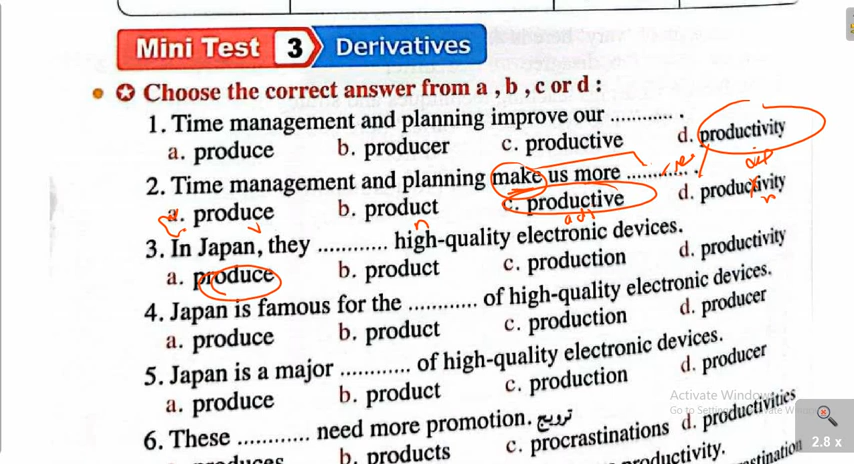 Mini Test 3 Derivatives
Choose the correct answer from a , b , c or d :
1. Time management and planning improve our ............ .
a. produce b. producer c. productive d. productivity
2. Time management and planning make us more ............ .
a. produce b. product c. productive d. productivity
v n adj n
3. In Japan, they ............ high-quality electronic devices.
a. produce b. product c. production d. productivity
4. Japan is famous for the ............ of high-quality electronic devices.
a. produce b. product c. production d. producer
5. Japan is a major ............ of high-quality electronic devices.
a. produce b. product c. production d. producer
Activate Windows
6. These ............ need more promotion. ترويج
b. products c. procrastinations d. productivities
productivity.
2.8 x